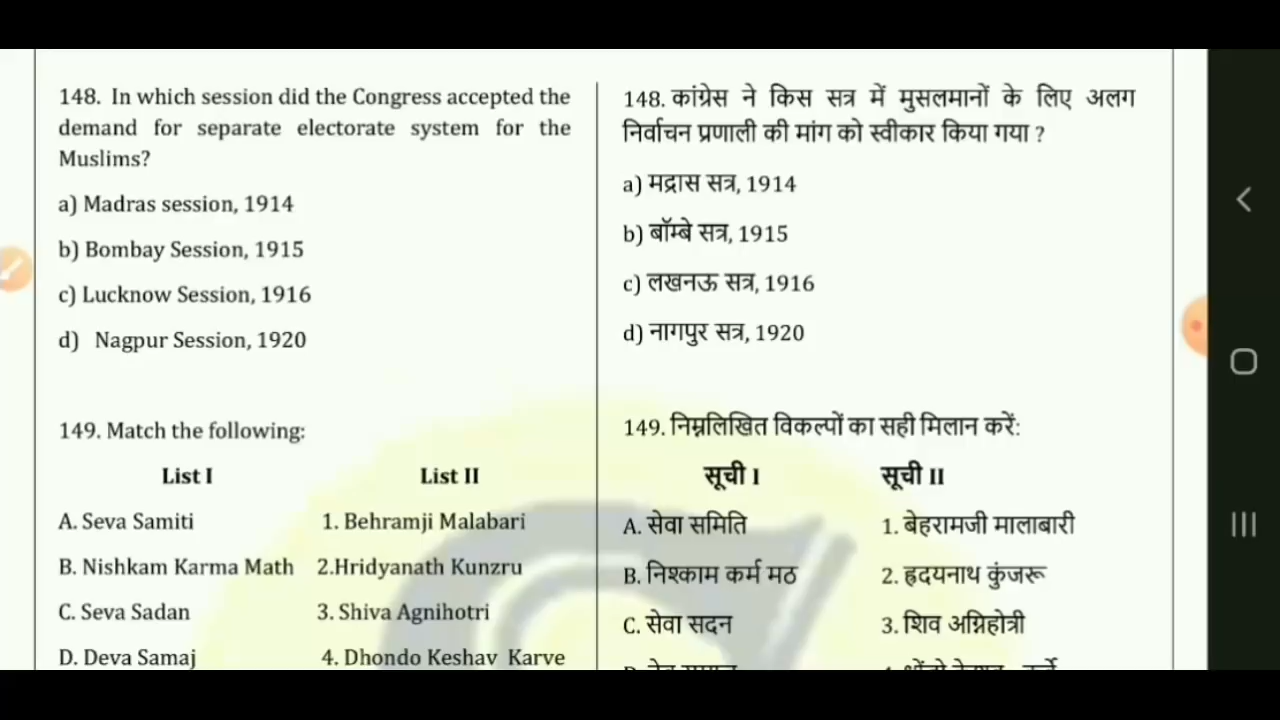 148. In which session did the Congress accepted the
demand for separate electorate system for the
Muslims?
a) Madras session, 1914
b) Bombay Session, 1915
c) Lucknow Session, 1916
d) Nagpur Session, 1920
149. Match the following:
List I List II
A. Seva Samiti 1. Behramji Malabari
B. Nishkam Karma Math 2.Hridyanath Kunzru
C. Seva Sadan 3. Shiva Agnihotri
D. Deva Samaj 4. Dhondo Keshav Karve
148. कांग्रेस ने किस सत्र में मुसलमानों के लिए अलग
निर्वाचन प्रणाली की मांग को स्वीकार किया गया ?
a) मद्रास सत्र, 1914
b) बॉम्बे सत्र, 1915
c) लखनऊ सत्र, 1916
d) नागपुर सत्र, 1920
149. निम्नलिखित विकल्पों का सही मिलान करें:
सूची I सूची II
A. सेवा समिति 1. बेहरामजी मालाबारी
B. निश्काम कर्म मठ 2. ह्रदयनाथ कुंजरू
C. सेवा सदन 3. शिव अग्निहोत्री